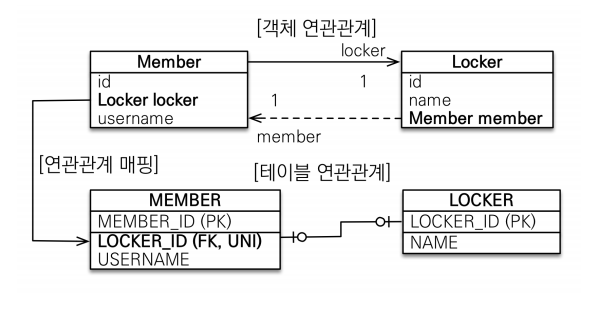 [객체 연관관계]
locker
Member
Locker
id
Locker locker
username
1
1
id
name
Member member
member
[연관관계 매핑]
[테이블 연관관계]
MEMBER
MEMBER_ID (PK)
LOCKER_ID (FK, UNI)
USERNAME
LOCKER
LOCKER_ID (PK)
NAME